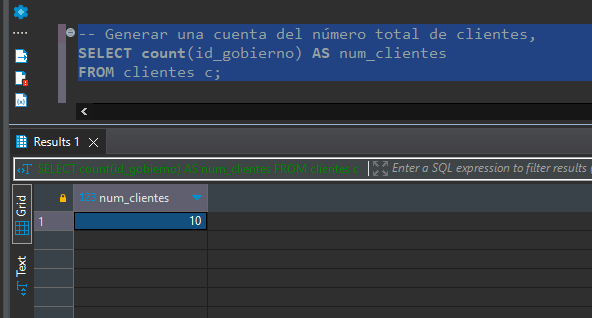 -- Generar una cuenta del número total de clientes,
SELECT count(id_gobierno) AS num_clientes
FROM clientes c;
Results 1
SELECT count(id_gobierno) AS num_clientes FROM clientes c
Enter a SQL expression to filter results
Grid
Text
123 num_clientes
1
10